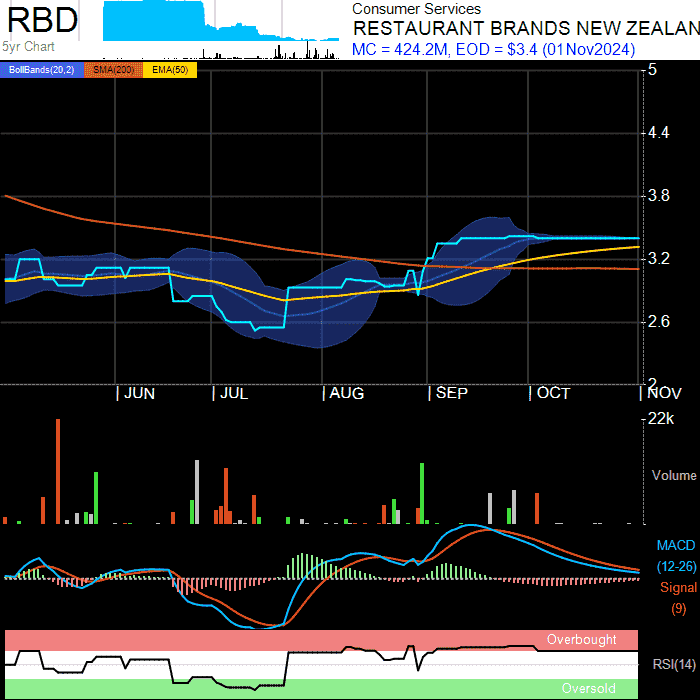 RBD
5yr Chart
Consumer Services
RESTAURANT BRANDS NEW ZEALAN
MC = 424.2M, EOD = $3.4 (01Nov2024)
BollBands(20,2) SMA(200) EMA(50)
5
4.4
3.8
3.2
2.6
2
JUN JUL AUG SEP OCT NOV
22k
Volume
MACD
(12-26)
Signal
(9)
Overbought
RSI(14)
Oversold